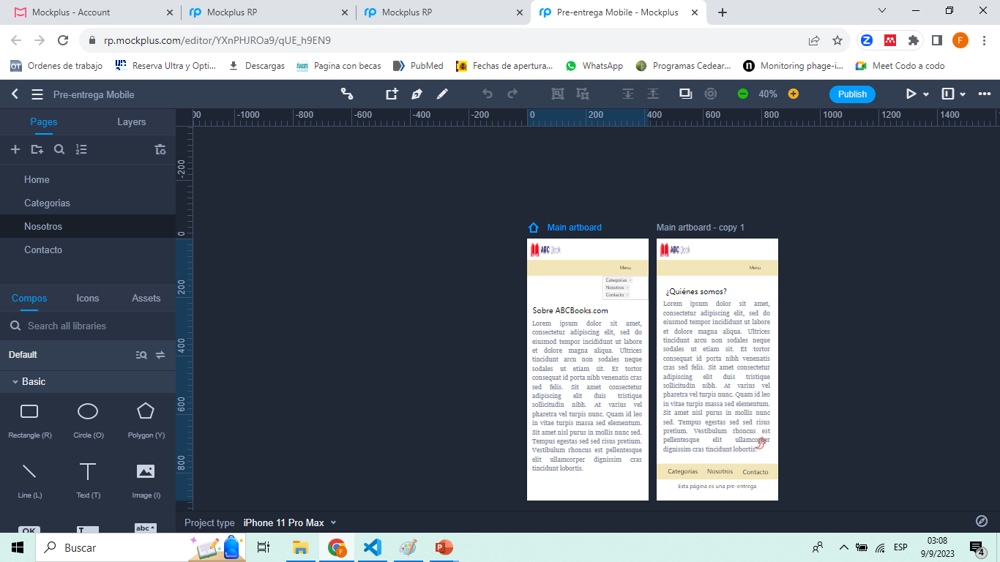 Mockplus - Account
Mockplus RP
Mockplus RP
Pre-entrega Mobile - Mockplus
rp.mockplus.com/editor/YXnPHJROa9/qUE_h9EN9
F
OT Ordenes de trabajo
Reserva Ultra y Opti...
Descargas
Pagina con becas
PubMed
Fechas de apertura...
WhatsApp
Programas Cedear...
Monitoring phage-i...
Meet Codo a codo
Pre-entrega Mobile
40%
Publish
Pages
Layers
00 -1000 -800 -600 -400 -200 0 200 400 600 800 1000 1200 1400
-200
0
200
400
600
800
Home
Categorias
Nosotros
Contacto
Compos
Icons
Assets
Search all libraries
Default
Basic
Rectangle (R)
Circle (O)
Polygon (Y)
Line (L)
Text (T)
Image (I)
OK
abc
Main artboard
ABC Book
Menu
Categorias
Nosotros
Contacto
Sobre ABCBooks.com
Lorem ipsum dolor sit amet,
consectetur adipiscing elit, sed do
eiusmod tempor incididunt ut labore
et dolore magna aliqua. Ultrices
tincidunt arcu non sodales neque
sodales ut etiam sit. Et tortor
consequat id porta nibh venenatis cras
sed felis. Sit amet consectetur
adipiscing elit duis tristique
sollicitudin nibh. At varius vel
pharetra vel turpis nunc. Quam id leo
in vitae turpis massa sed elementum.
Sit amet nisl purus in mollis nunc sed.
Tempus egestas sed sed risus pretium.
Vestibulum rhoncus est pellentesque
elit ullamcorper dignissim cras
tincidunt lobortis.
Main artboard - copy 1
ABC Book
Menu
¿Quiénes somos?
Lorem ipsum dolor sit amet,
consectetur adipiscing elit, sed do
eiusmod tempor incididunt ut labore
et dolore magna aliqua. Ultrices
tincidunt arcu non sodales neque
sodales ut etiam sit. Et tortor
consequat id porta nibh venenatis
cras sed felis. Sit amet consectetur
adipiscing elit duis tristique
sollicitudin nibh. At varius vel
pharetra vel turpis nunc. Quam id leo
in vitae turpis massa sed elementum.
Sit amet nisl purus in mollis nunc
sed. Tempus egestas sed sed risus
pretium. Vestibulum rhoncus est
pellentesque elit ullamcorper
dignissim cras tincidunt lobortis.
Categorias Nosotros Contacto
Esta página es una pre-entrega
Project type iPhone 11 Pro Max
Buscar
F
ESP
03:08
9/9/2023
4